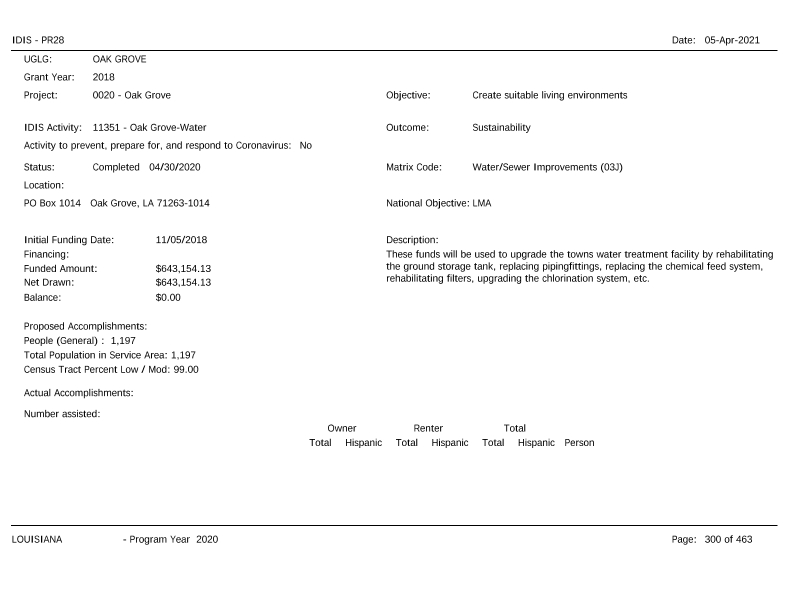 IDIS - PR28 Date: 05-Apr-2021
UGLG: OAK GROVE
Grant Year: 2018
Project: 0020 - Oak Grove Objective: Create suitable living environments
IDIS Activity: 11351 - Oak Grove-Water Outcome: Sustainability
Activity to prevent, prepare for, and respond to Coronavirus: No
Status: Completed 04/30/2020 Matrix Code: Water/Sewer Improvements (03J)
Location:
PO Box 1014 Oak Grove, LA 71263-1014 National Objective: LMA
Initial Funding Date: 11/05/2018 Description:
Financing: These funds will be used to upgrade the towns water treatment facility by rehabilitating
Funded Amount: $643,154.13 the ground storage tank, replacing pipingfittings, replacing the chemical feed system,
Net Drawn: $643,154.13 rehabilitating filters, upgrading the chlorination system, etc.
Balance: $0.00
Proposed Accomplishments:
People (General) : 1,197
Total Population in Service Area: 1,197
Census Tract Percent Low / Mod: 99.00
Actual Accomplishments:
Number assisted:
Owner Renter Total
Total Hispanic Total Hispanic Total Hispanic Person
LOUISIANA - Program Year 2020 Page: 300 of 463